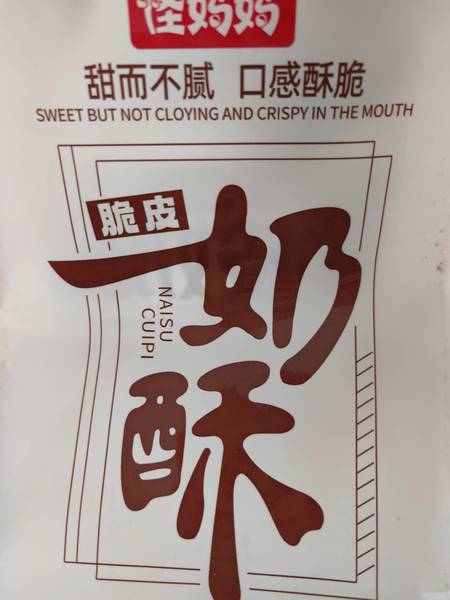 怪妈妈
甜而不腻 口感酥脆
SWEET BUT NOT CLOYING AND CRISPY IN THE MOUTH
脆皮
奶酥
NAISU
CUIPI